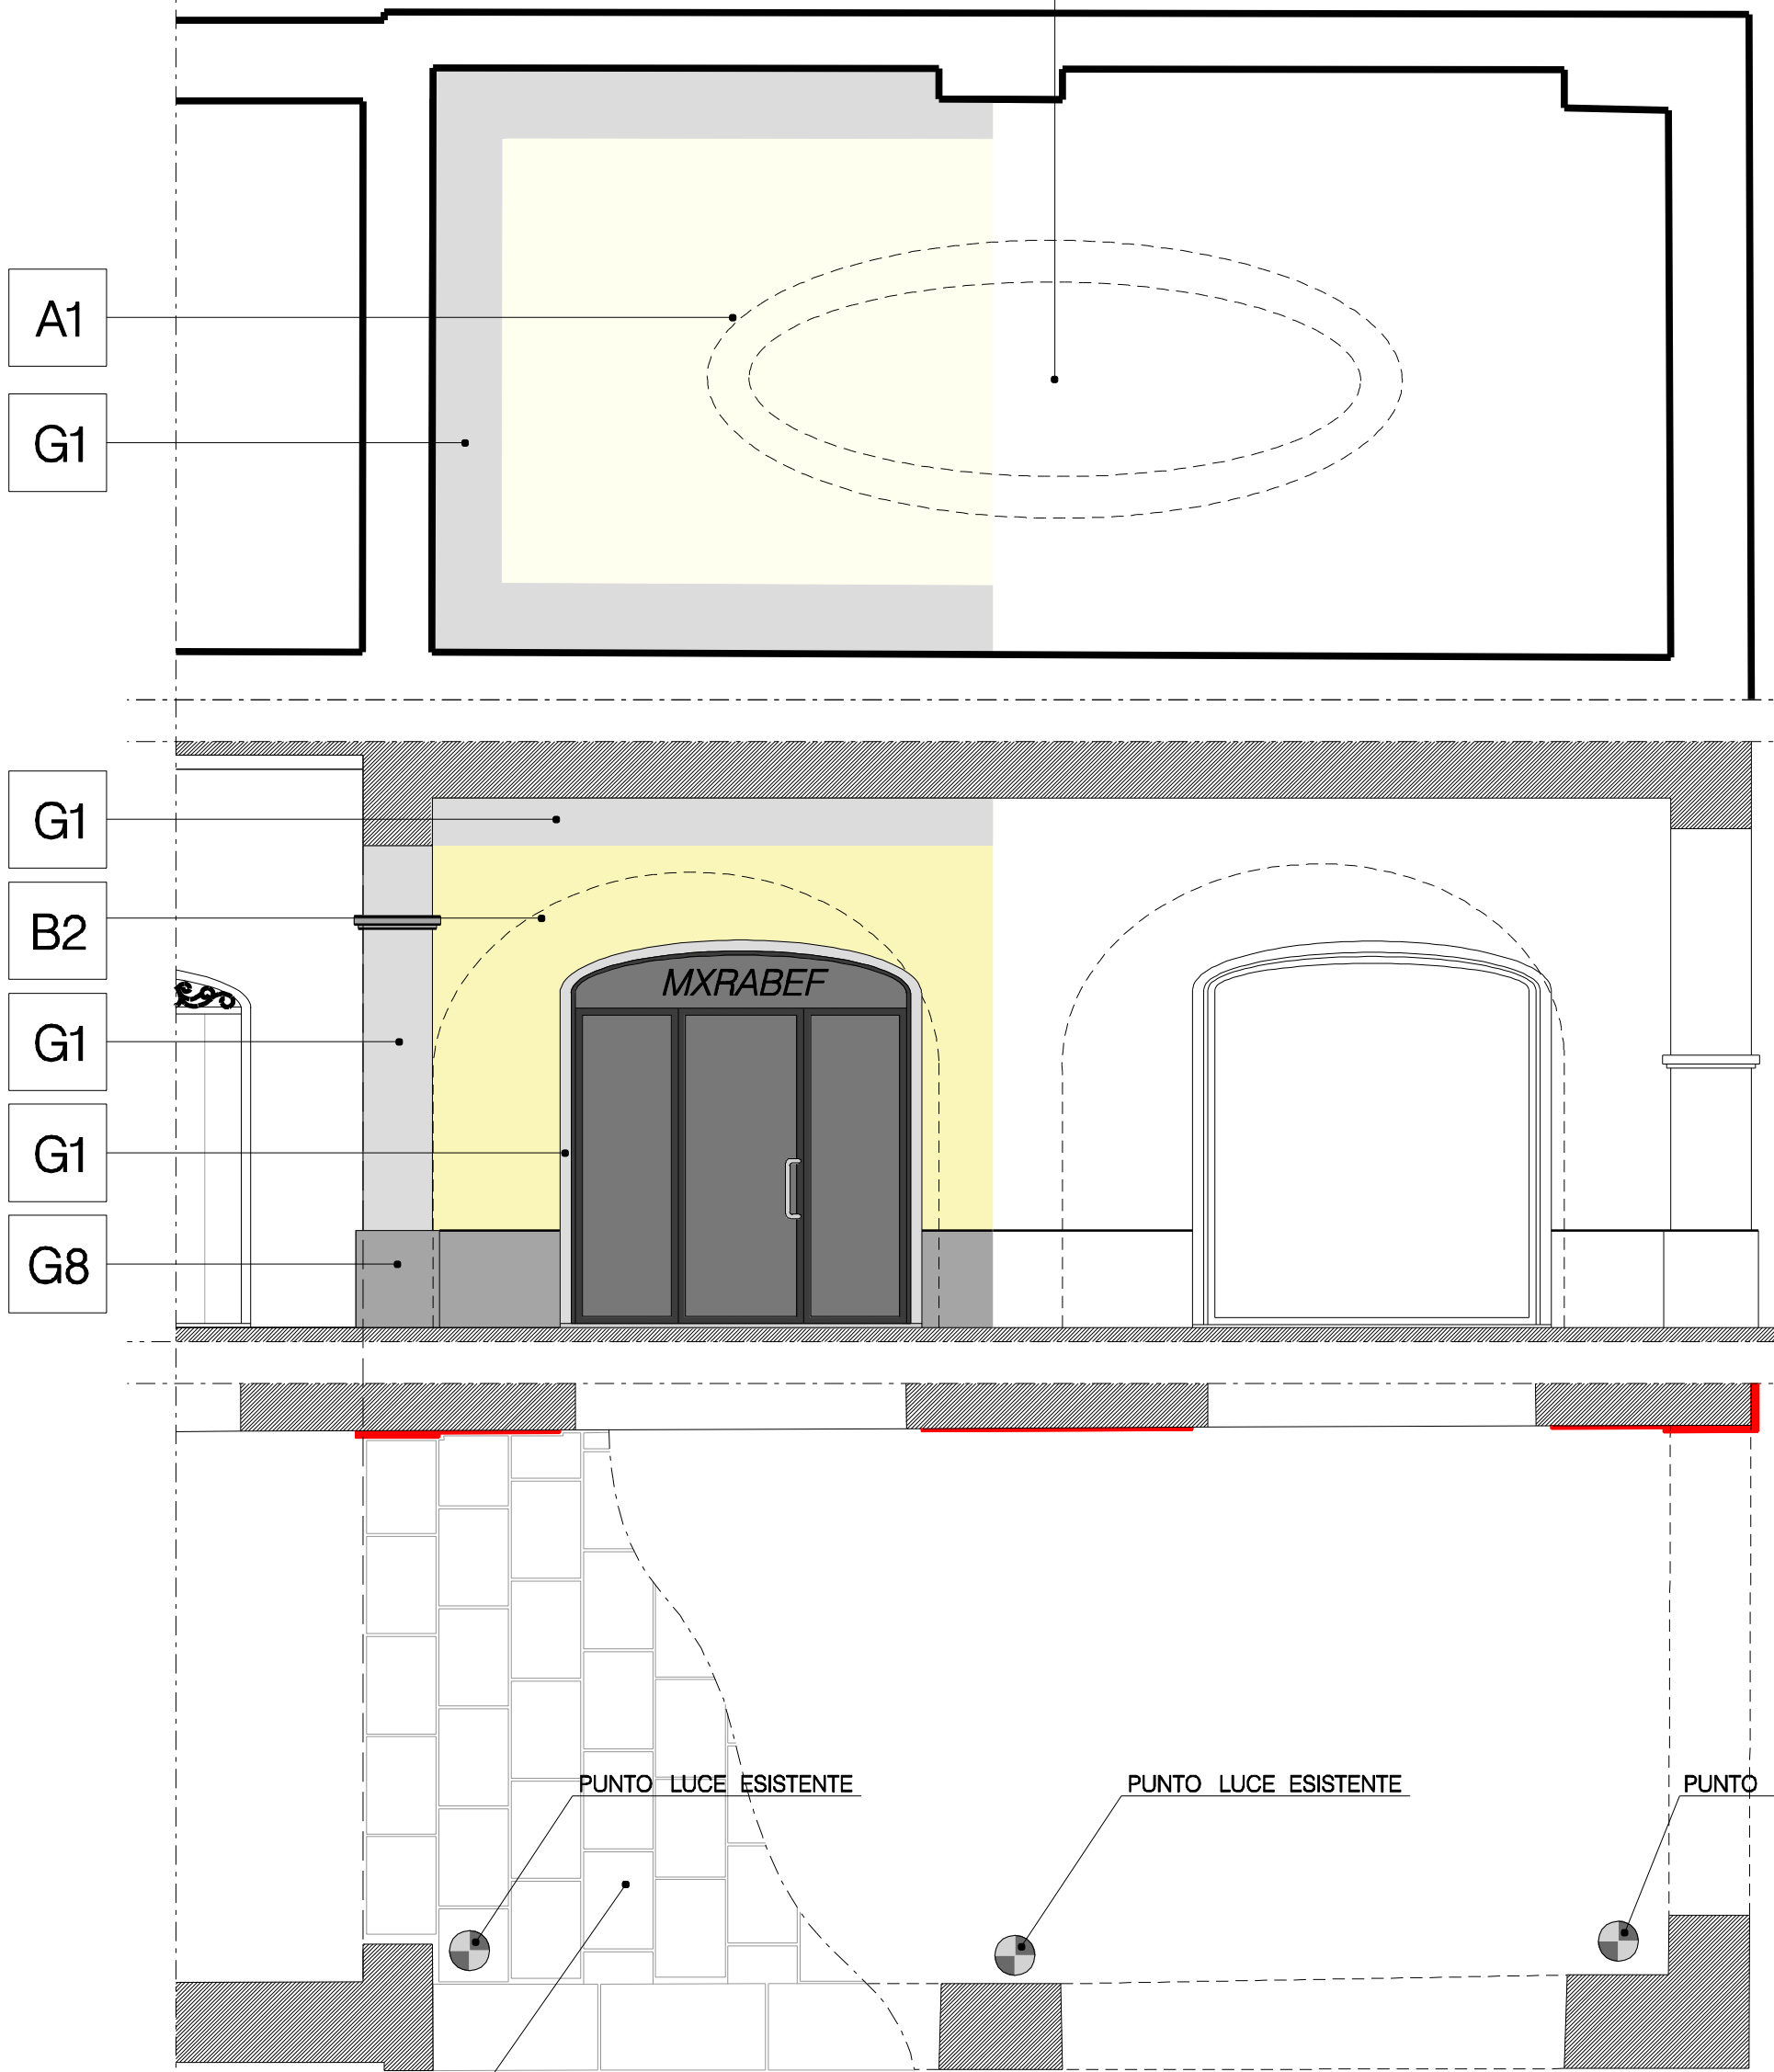 A1
G1
G1
B2
MXRABEF
G1
G1
G8
PUNTO LUCE ESISTENTE
PUNTO LUCE ESISTENTE
PUNTO